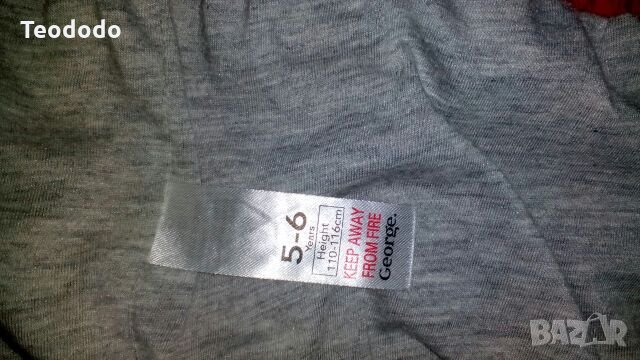 Teododo
5-6
Years
Height
110-116cm
KEEP AWAY
FROM FIRE
George.
BAZAR